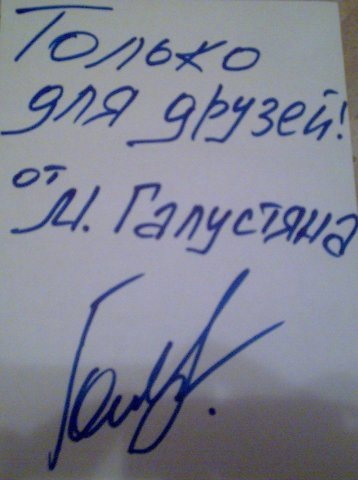 Только
для друзей!
от
М. Галустяна